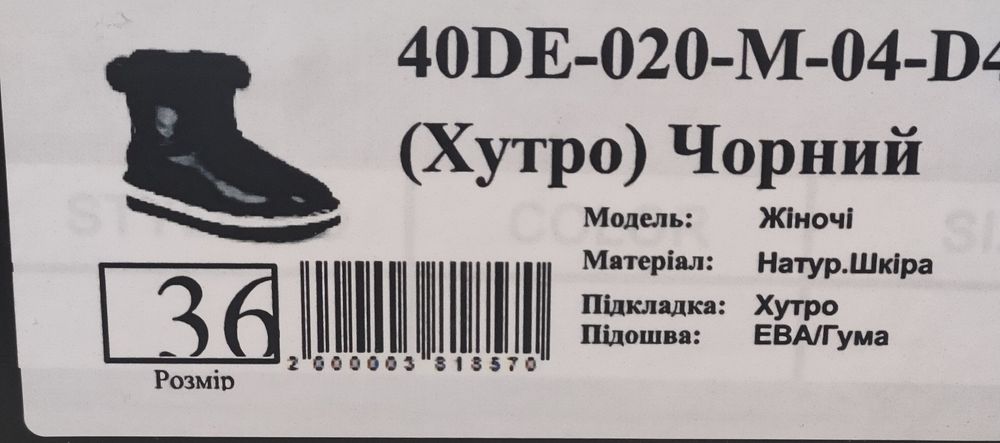 40DE-020-M-04-D4
(Хутро) Чорний
Модель: Жіночі
Матеріал: Натур.Шкіра
Підкладка: Хутро
Підошва: ЕВА/Гума
36
2 000003 818570
Розмір
COLOR